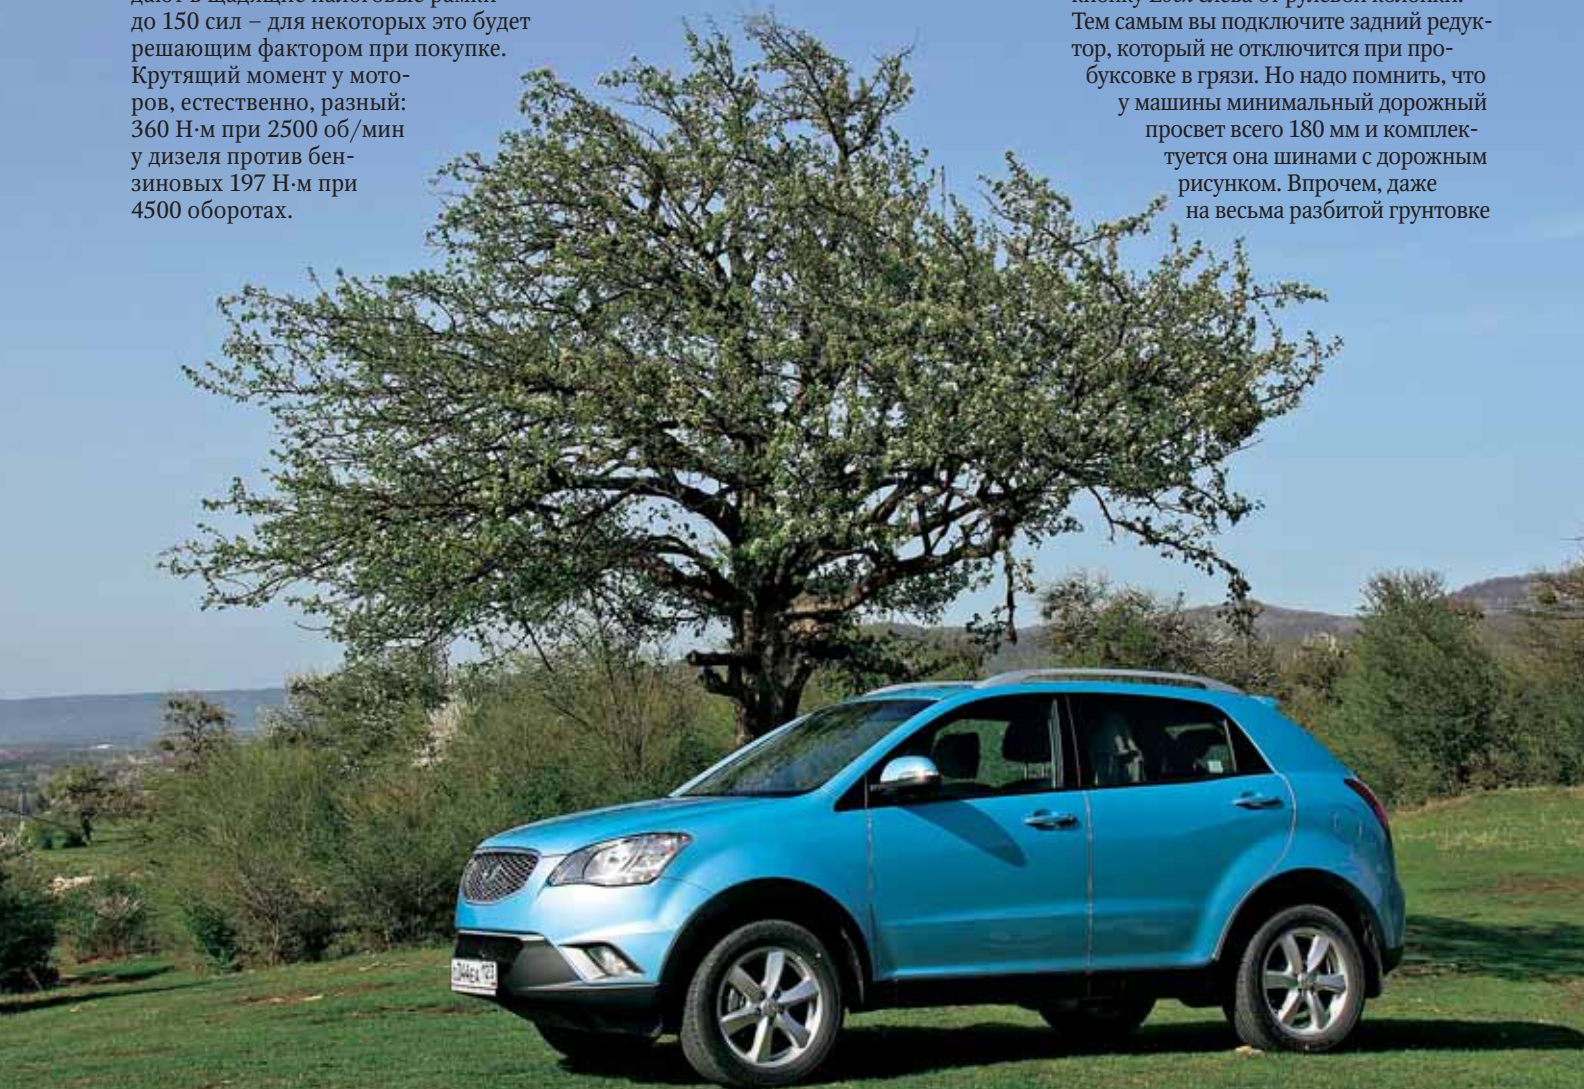 до 150 сил – для некоторых это будет
решающим фактором при покупке.
Крутящий момент у мото-
ров, естественно, разный:
360 Н·м при 2500 об/мин
у дизеля против бен-
зиновых 197 Н·м при
4500 оборотах.
Тем самым вы подключите задний редук-
тор, который не отключится при про-
буксовке в грязи. Но надо помнить, что
у машины минимальный дорожный
просвет всего 180 мм и комплек-
туется она шинами с дорожным
рисунком. Впрочем, даже
на весьма разбитой грунтовке